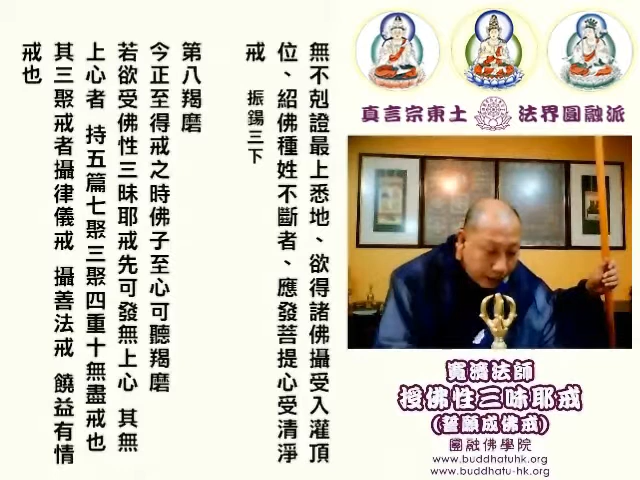 無不剋證最上悉地、欲得諸佛攝受入灌頂
位、紹佛種姓不斷者、應發菩提心受清淨
戒 振錫三下
第八羯磨
今正至得戒之時佛子至心可聽羯磨
若欲受佛性三昧耶戒先可發無上心 其無
上心者 持五篇七聚三聚四重十無盡戒也
其三聚戒者攝律儀戒 攝善法戒 饒益有情
戒也
真言宗東土 法界圓融派
寬濟法師
授佛性三昧耶戒
(誓願成佛戒)
圓融佛學院
www.buddhatuhk.org
www.buddhatu-hk.org